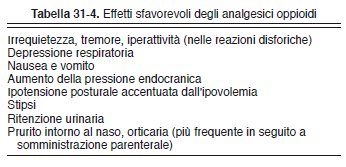 Tabella 31-4. Effetti sfavorevoli degli analgesici oppioidi
Irrequietezza, tremore, iperattività (nelle reazioni disforiche)
Depressione respiratoria
Nausea e vomito
Aumento della pressione endocranica
Ipotensione posturale accentuata dall'ipovolemia
Stipsi
Ritenzione urinaria
Prurito intorno al naso, orticaria (più frequente in seguito a
somministrazione parenterale)